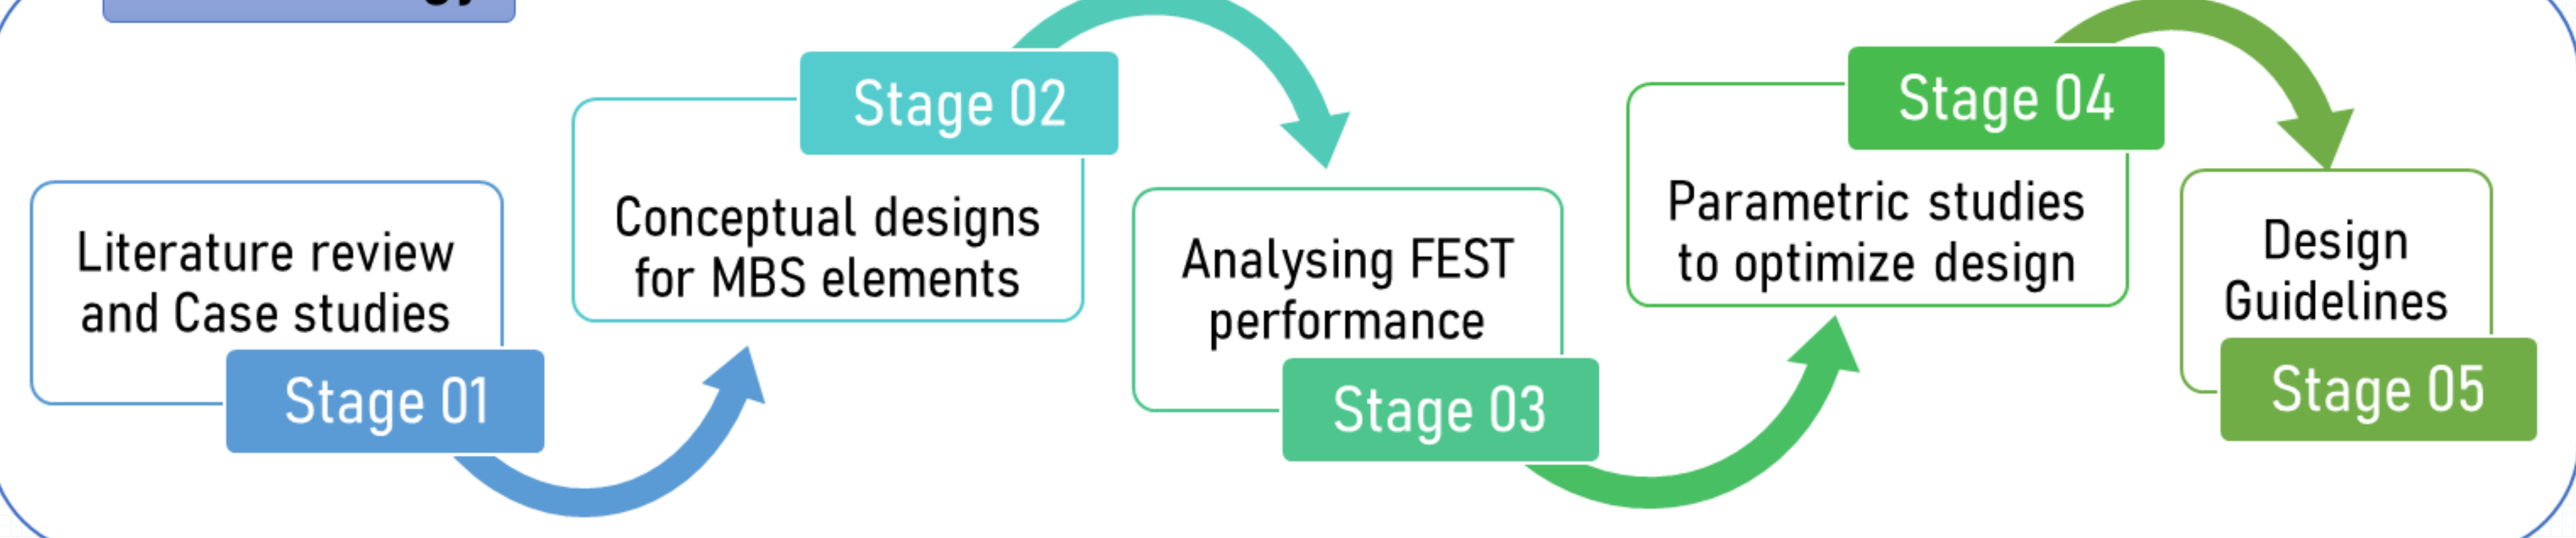 Literature review
and Case studies
Stage 01
Stage 02
Conceptual designs
for MBS elements
Analysing FEST
performance
Stage 03
Stage 04
Parametric studies
to optimize design
Design
Guidelines
Stage 05